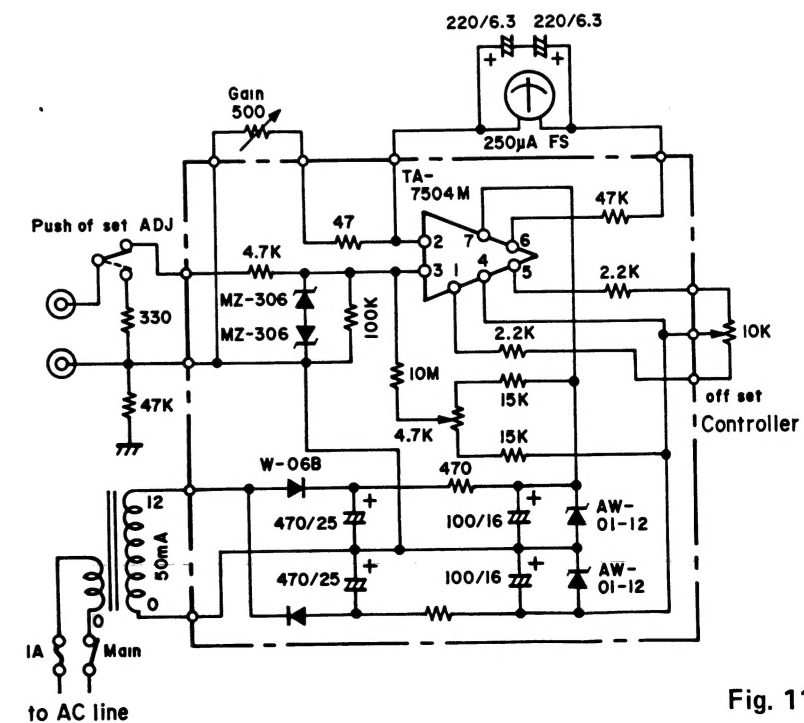 220/6.3 220/6.3
+ +
250μA FS
Gain
500
TA-
7504M
Push of set ADJ
47
2
7
6
47K
4.7K
3
4
5
1
2.2K
MZ-306
MZ-306
100K
330
2.2K
10K
10M
15K
off set
Controller
47K
4.7K
15K
W-06B
470
12
+
+
470/25
100/16
AW-
01-12
50mA
+
+
470/25
100/16
AW-
01-12
0
0
1A
Main
to AC line
Fig. 11